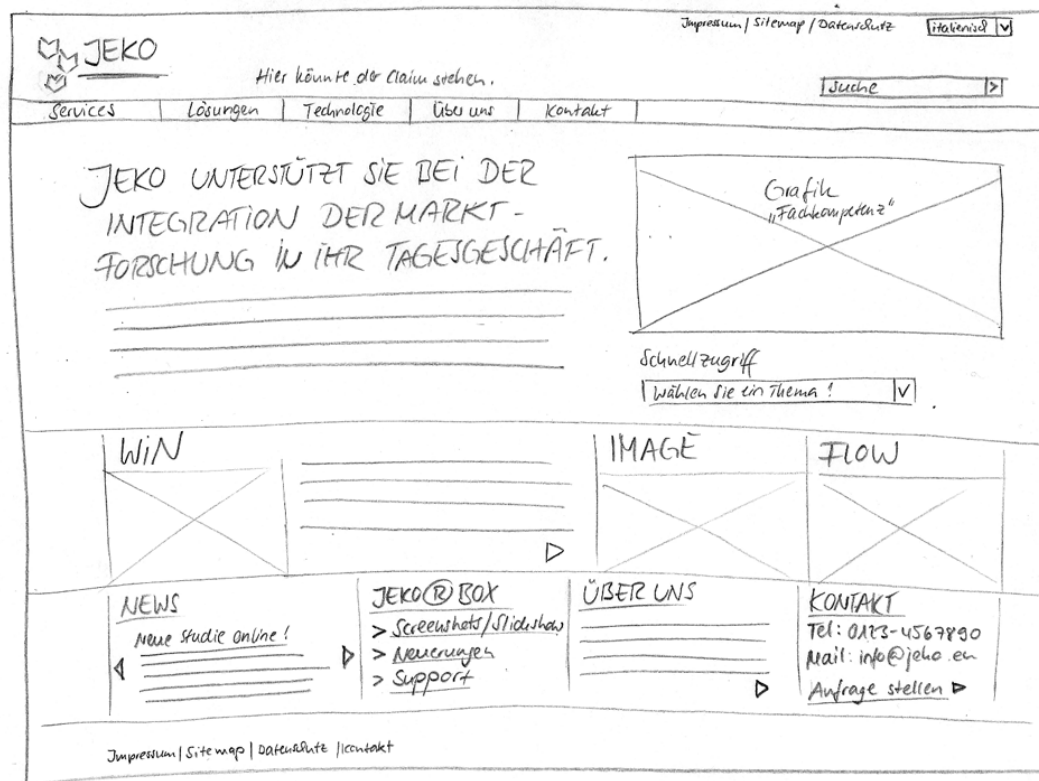 Impressum / Sitemap / Datenschutz
italienisch
JEKO
Hier könnte der Claim stehen.
Suche
Services
Lösungen
Technologie
Über uns
Kontakt
JEKO UNTERSTÜTZT SIE BEI DER
INTEGRATION DER MARKT-
FORSCHUNG IN IHR TAGESGESCHÄFT.
Grafik
„Fachkompetenz“
Schnellzugriff
Wählen Sie ein Thema !
WIN
IMAGE
FLOW
NEWS
Neue Studie online !
JEKO ® BOX
> Screenshots/Slideshow
> Neuerungen
> Support
ÜBER UNS
KONTAKT
Tel: 0123-4567890
Mail: info@jeko.eu
Anfrage stellen
Impressum | Sitemap | Datenschutz | Kontakt